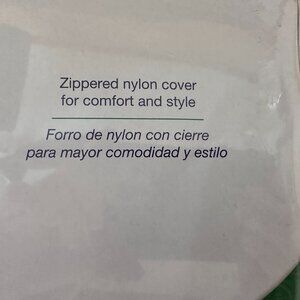 Zippered nylon cover
for comfort and style
Forro de nylon con cierre
para mayor comodidad y estilo